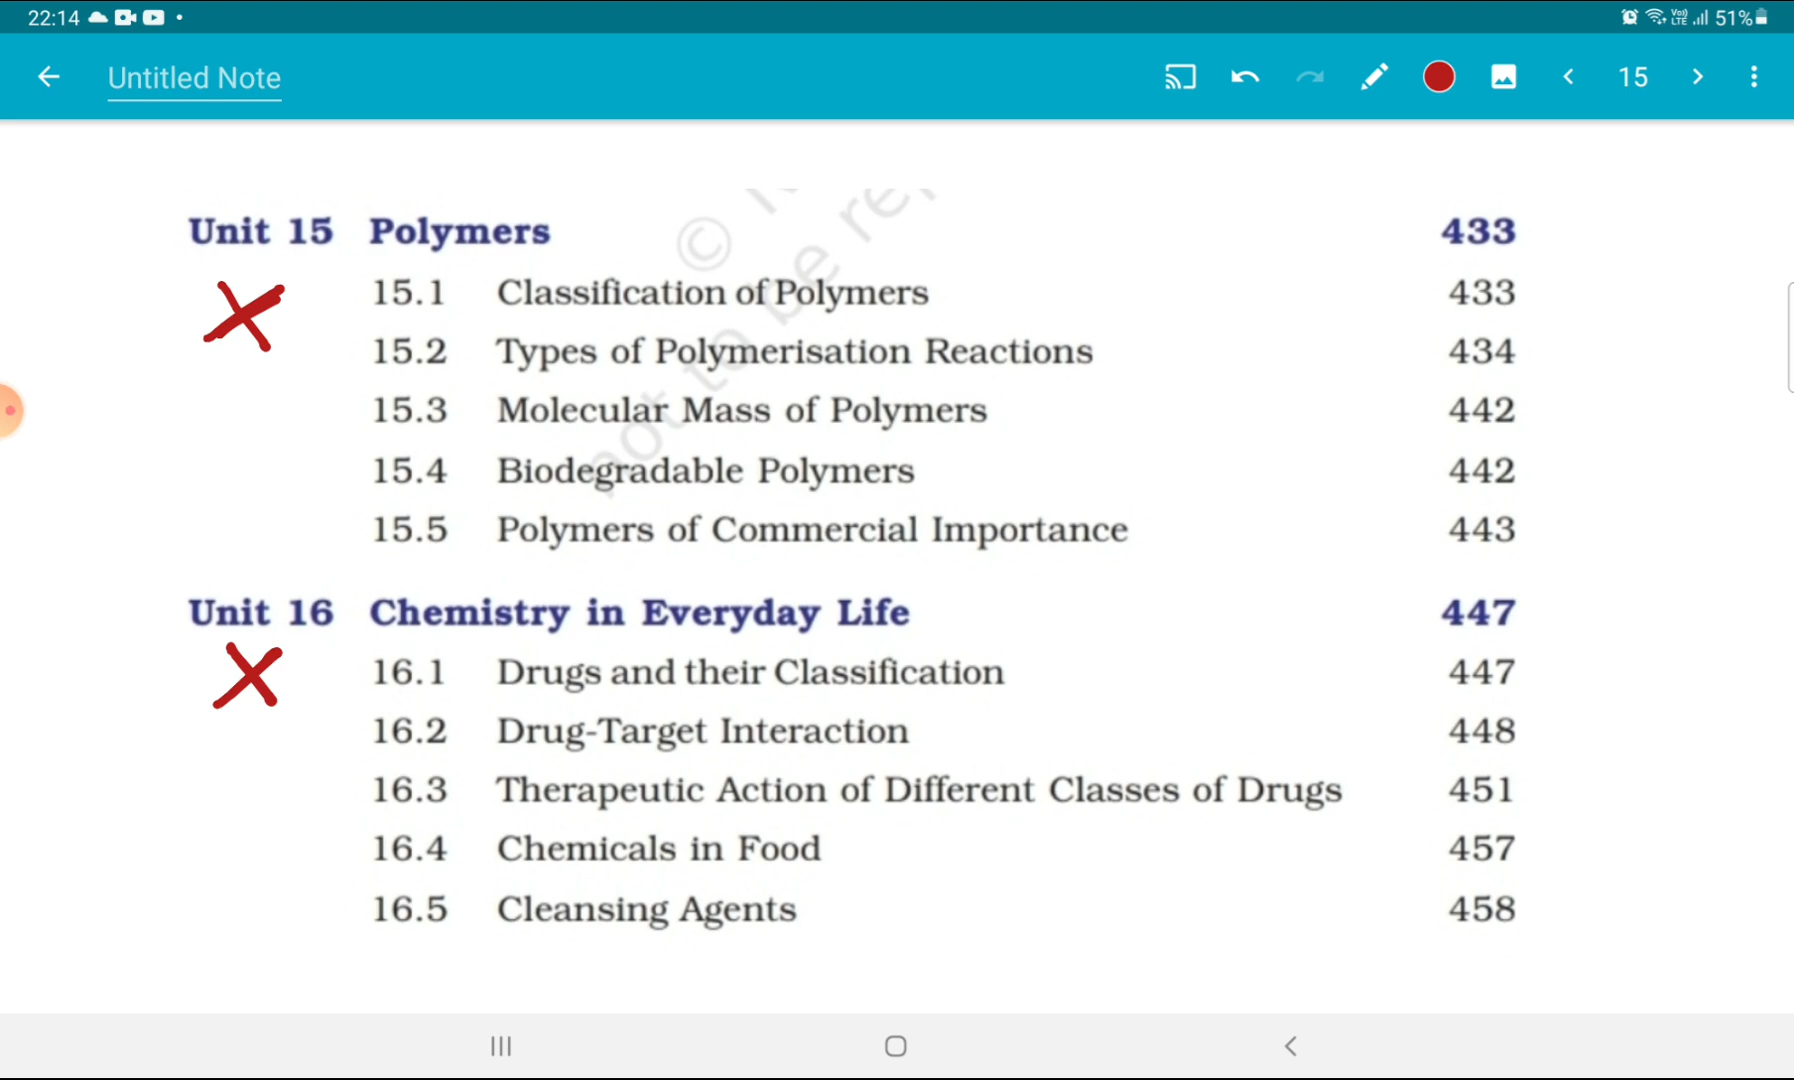 22:14 51%
Untitled Note 15
Unit 15 Polymers 433
15.1 Classification of Polymers 433
15.2 Types of Polymerisation Reactions 434
15.3 Molecular Mass of Polymers 442
15.4 Biodegradable Polymers 442
15.5 Polymers of Commercial Importance 443
Unit 16 Chemistry in Everyday Life 447
16.1 Drugs and their Classification 447
16.2 Drug-Target Interaction 448
16.3 Therapeutic Action of Different Classes of Drugs 451
16.4 Chemicals in Food 457
16.5 Cleansing Agents 458
©
not to be